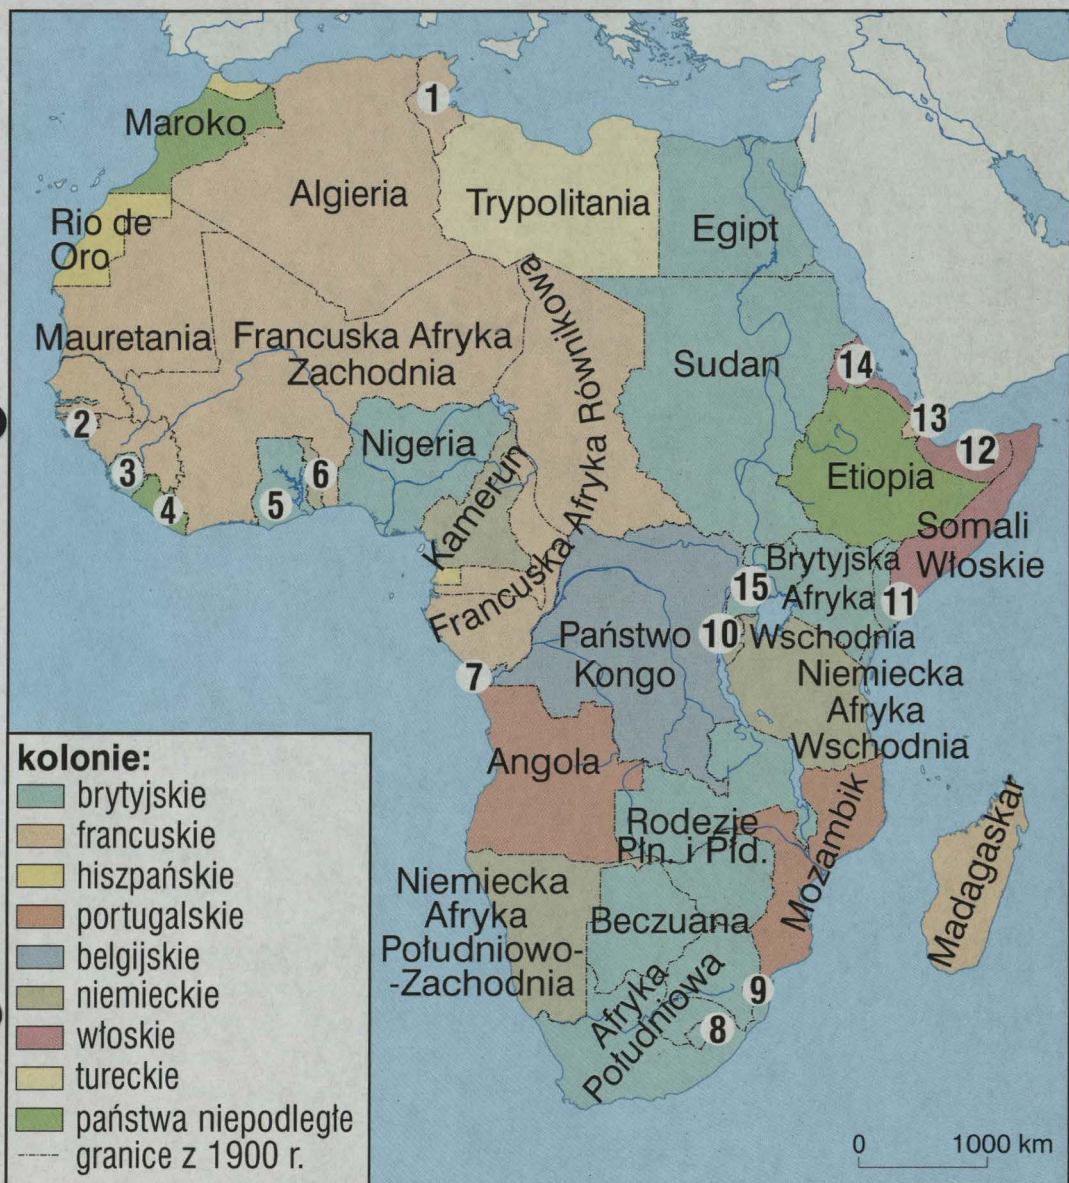 1
Maroko
Algieria
Trypolitania
Egipt
Rio de
Oro
Mauretania
Francuska Afryka
Zachodnia
Francuska Afryka Równikowa
Sudan
14
13
12
2
3
4
5
6
Nigeria
Kamerun
Etiopia
Somali
Włoskie
Brytyjska
Afryka
Wschodnia
15
11
10
Państwo
Kongo
7
Niemiecka
Afryka
Wschodnia
Angola
Rodezje
Płn. i Płd.
Mozambik
Madagaskar
Niemiecka
Afryka
Południowo-
-Zachodnia
Beczuana
Afryka
Południowa
9
8
kolonie:
brytyjskie
francuskie
hiszpańskie
portugalskie
belgijskie
niemieckie
włoskie
tureckie
państwa niepodległe
granice z 1900 r.
0 1000 km